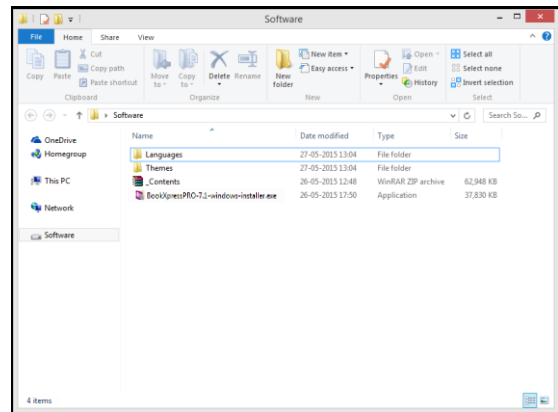 Software
File Home Share View
Copy
Paste
Cut
Copy path
Paste shortcut
Clipboard
Move to
Copy to
Delete
Rename
Organize
New folder
New item
Easy access
New
Properties
Open
Edit
History
Open
Select all
Select none
Invert selection
Select
Software
Search So...
OneDrive
Homegroup
This PC
Network
Software
Name Date modified Type Size
Languages 27-05-2015 13:04 File folder
Themes 27-05-2015 13:04 File folder
_Contents 26-05-2015 12:48 WinRAR ZIP archive 62,948 KB
BookXpressPRO-7.1-windows-installer.exe 26-05-2015 17:50 Application 37,830 KB
4 items